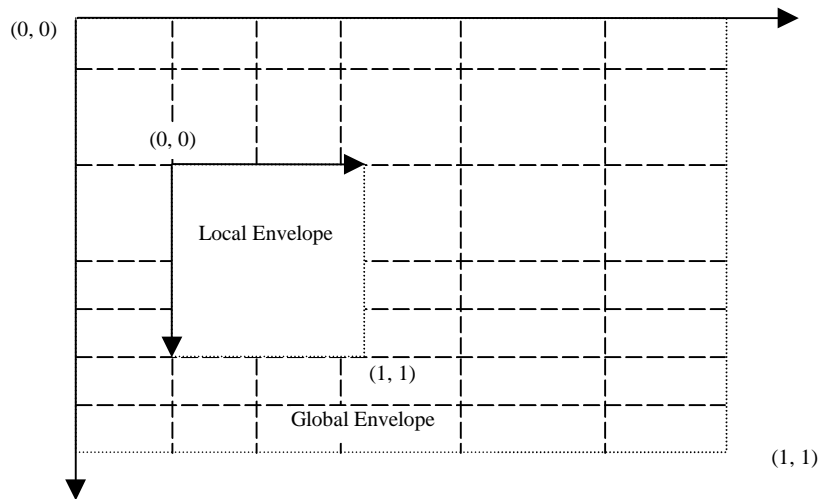 (0, 0)
(0, 0)
Local Envelope
(1, 1)
Global Envelope
(1, 1)